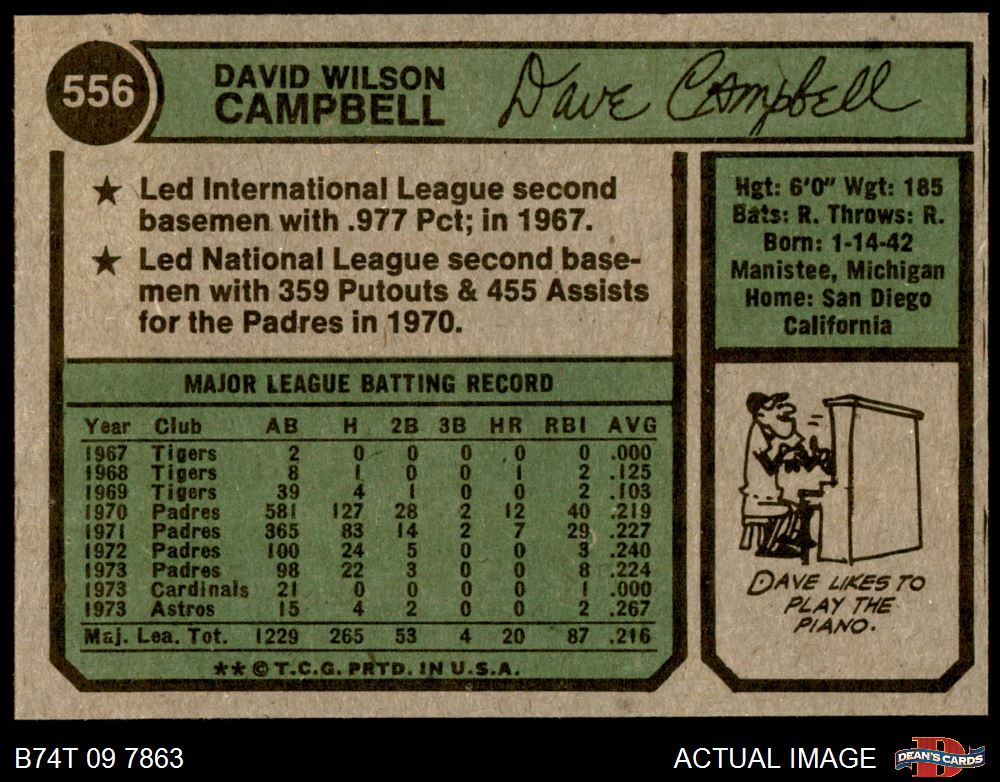 556
DAVID WILSON
CAMPBELL
Dave Campbell
★ Led International League second
basemen with .977 Pct; in 1967.
★ Led National League second base-
men with 359 Putouts & 455 Assists
for the Padres in 1970.
Hgt: 6'0" Wgt: 185
Bats: R. Throws: R.
Born: 1-14-42
Manistee, Michigan
Home: San Diego
California
MAJOR LEAGUE BATTING RECORD
Year Club AB H 2B 3B HR RBI AVG
1967 Tigers 2 0 0 0 0 0 .000
1968 Tigers 8 1 0 0 1 2 .125
1969 Tigers 39 4 1 0 0 2 .103
1970 Padres 581 127 28 2 12 40 .219
1971 Padres 365 83 14 2 7 29 .227
1972 Padres 100 24 5 0 0 3 .240
1973 Padres 98 22 3 0 0 8 .224
1973 Cardinals 21 0 0 0 0 1 .000
1973 Astros 15 4 2 0 0 2 .267
Maj. Lea. Tot. 1229 265 53 4 20 87 .216
★★ © T.C.G. PRTD. IN U.S.A.
DAVE LIKES TO
PLAY THE
PIANO.
B74T 09 7863
ACTUAL IMAGE
D
DEAN'S CARDS